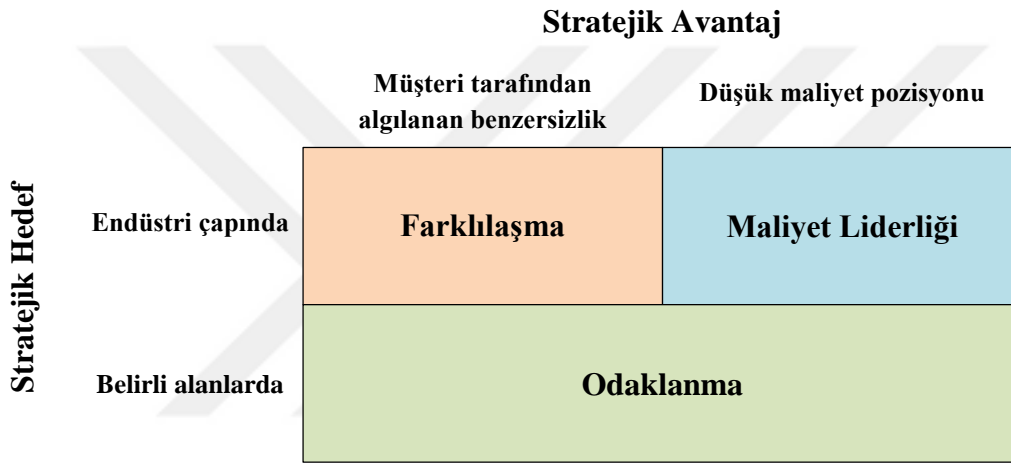 Stratejik Avantaj
Müşteri tarafından
algılanan benzersizlik
Düşük maliyet pozisyonu
Stratejik Hedef
Endüstri çapında
Farklılaşma
Maliyet Liderliği
Belirli alanlarda
Odaklanma